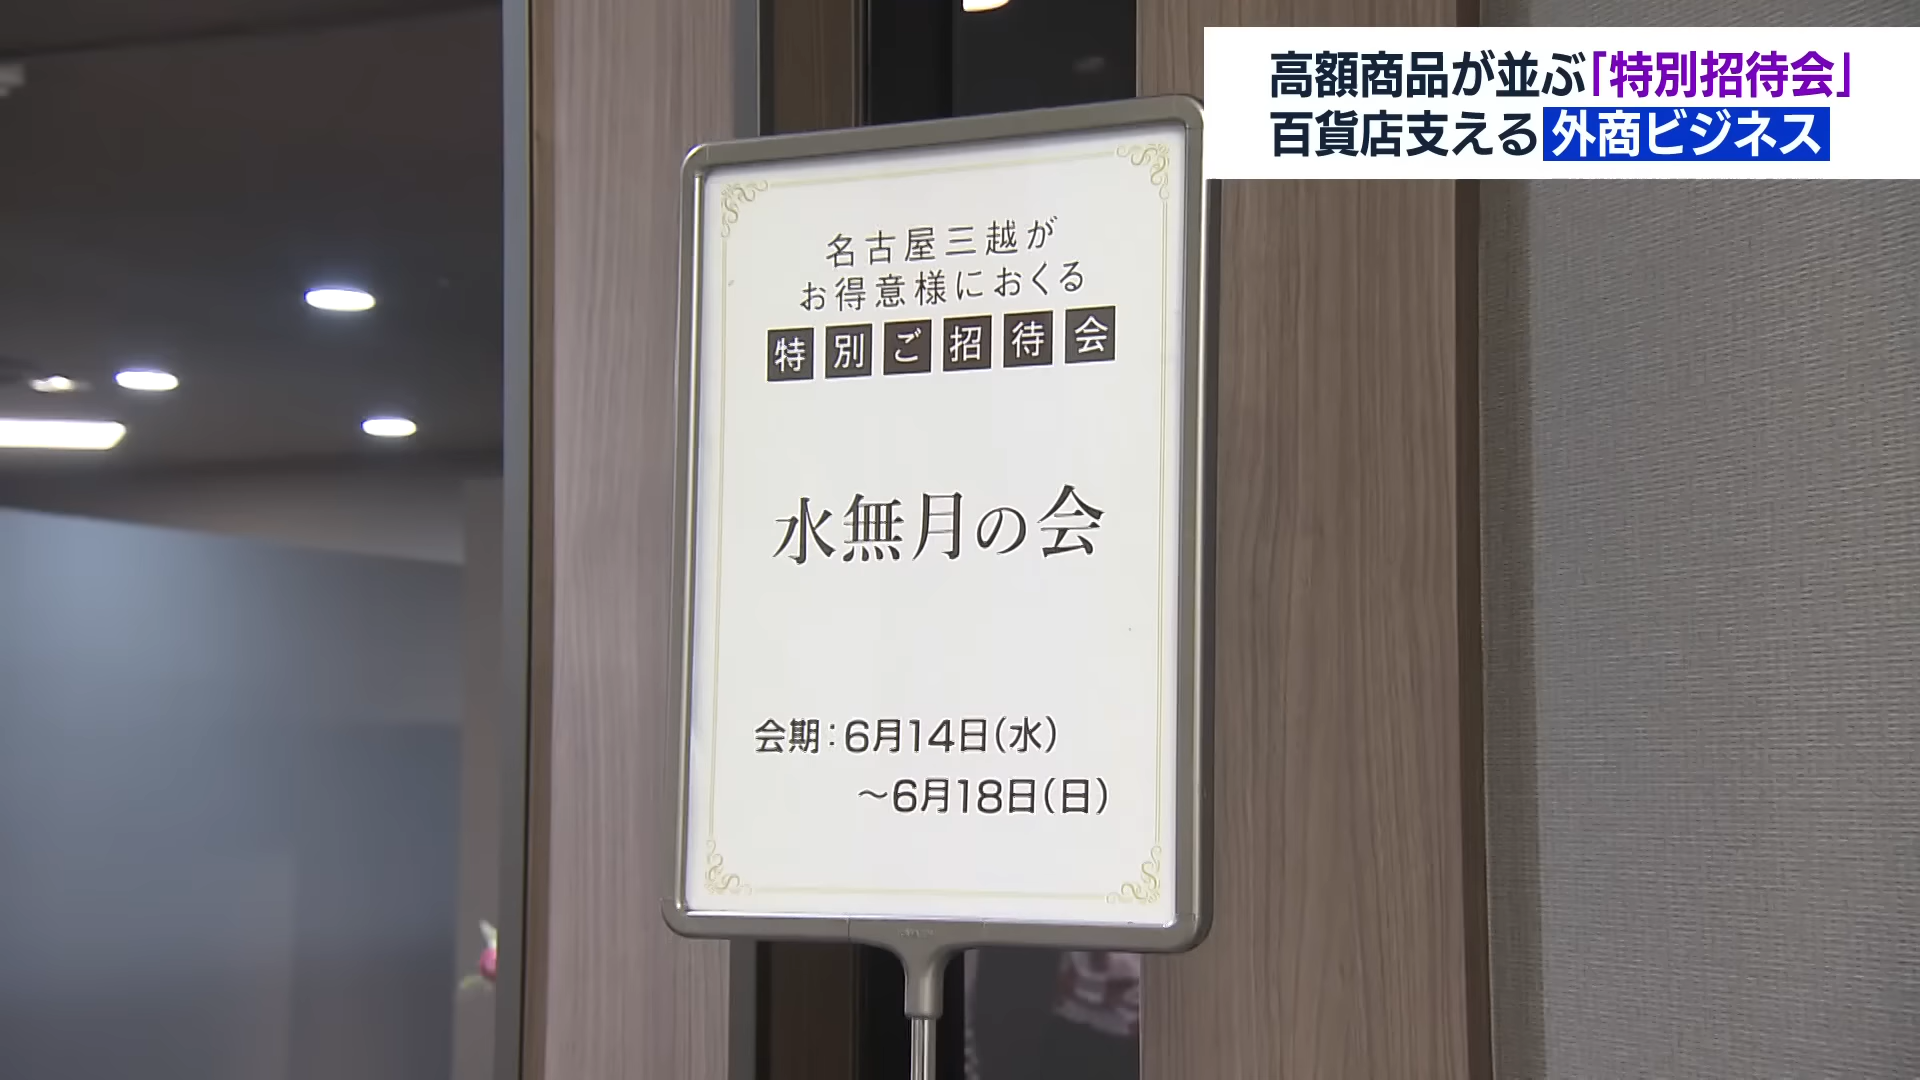 高額商品が並ぶ「特別招待会」
百貨店支える外商ビジネス
名古屋三越が
お得意様におくる
特別ご招待会
水無月の会
会期：6月14日(水)
～6月18日(日)